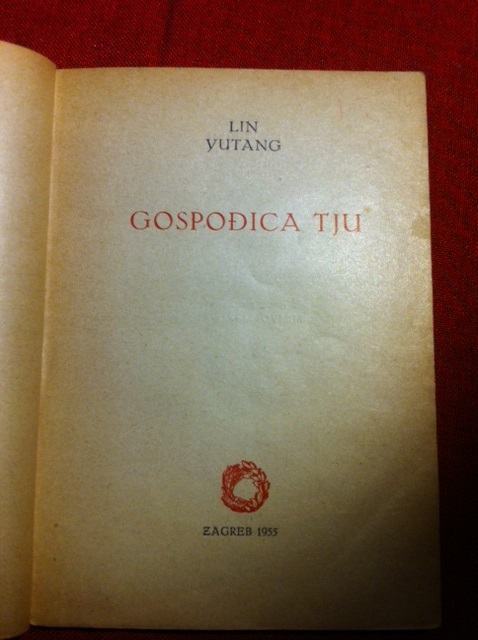 LIN
YUTANG
GOSPOĐICA TJU
ZAGREB 1955